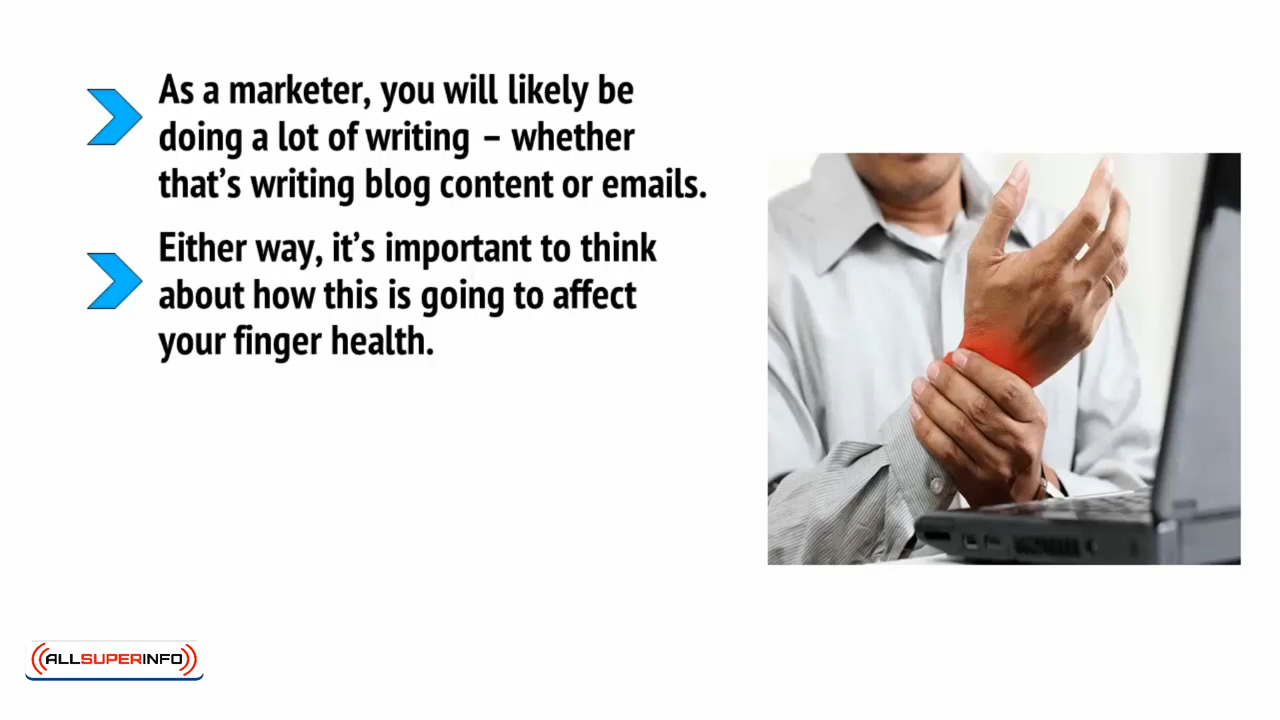 As a marketer, you will likely be
doing a lot of writing – whether
that’s writing blog content or emails.
Either way, it’s important to think
about how this is going to affect
your finger health.
ALLSUPERINFO